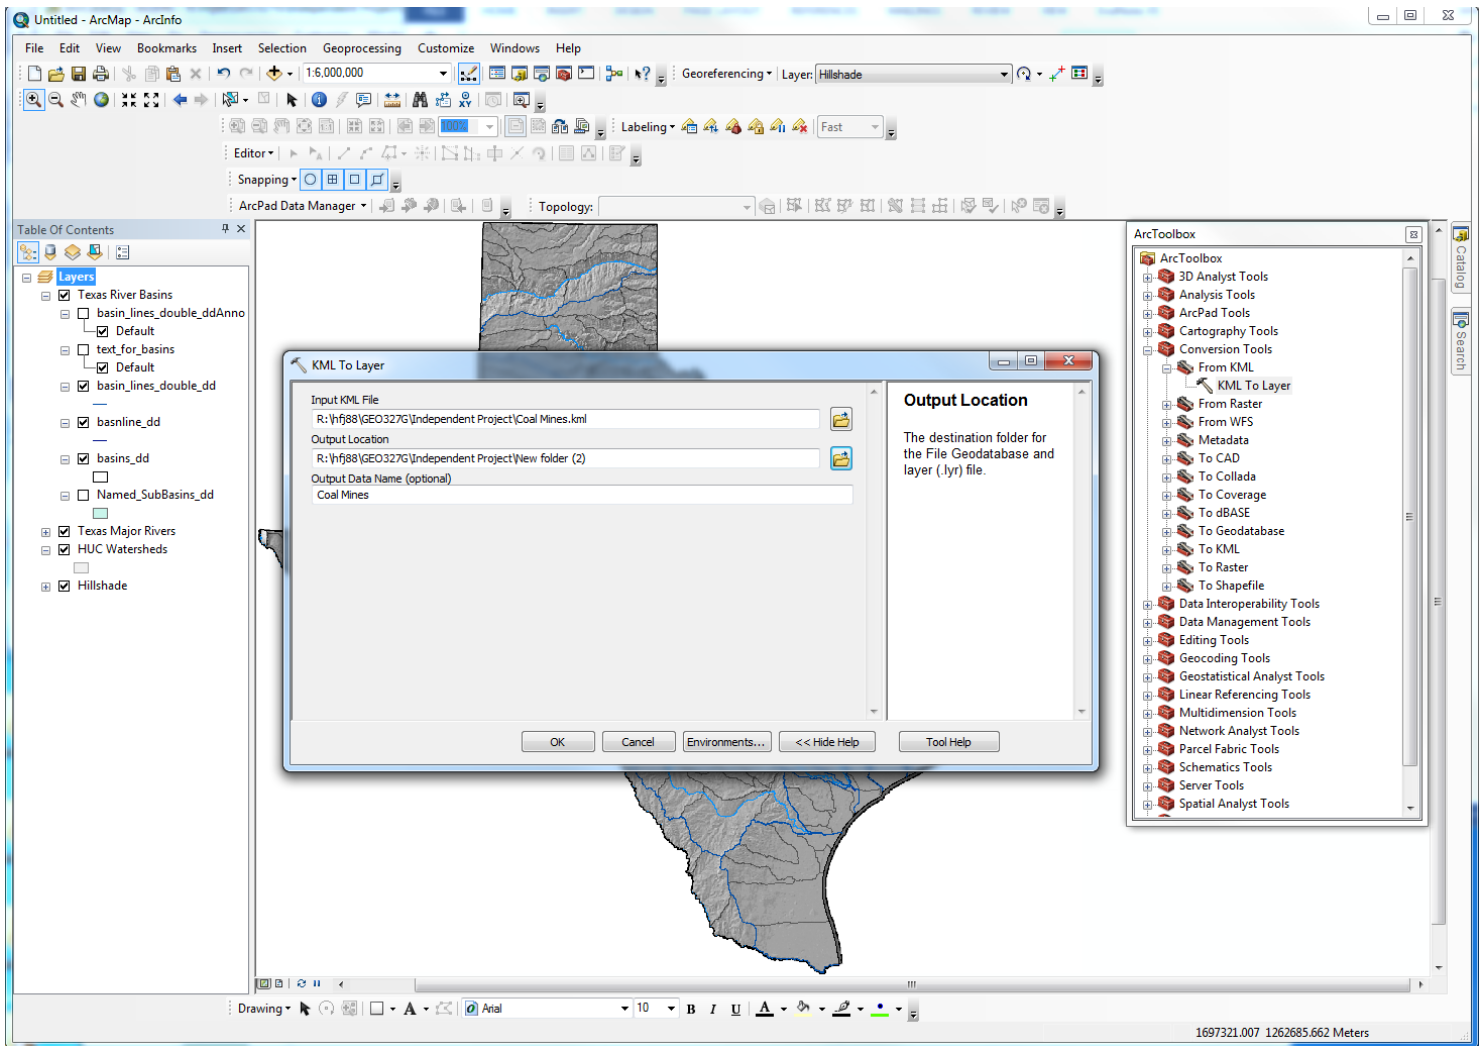 Untitled - ArcMap - ArcInfo
File Edit View Bookmarks Insert Selection Geoprocessing Customize Windows Help
1:6,000,000
Georeferencing Layer: Hillshade
100%
Labeling
Fast
Editor
Snapping
ArcPad Data Manager
Topology:
Table Of Contents
Layers
Texas River Basins
basin_lines_double_ddAnno
Default
text_for_basins
Default
basin_lines_double_dd
basnline_dd
basins_dd
Named_SubBasins_dd
Texas Major Rivers
HUC Watersheds
Hillshade
KML To Layer
Input KML File
R:\hfj88\GEO327G\Independent Project\Coal Mines.kml
Output Location
R:\hfj88\GEO327G\Independent Project\New folder (2)
Output Data Name (optional)
Coal Mines
Output Location
The destination folder for
the File Geodatabase and
layer (.lyr) file.
OK Cancel Environments... << Hide Help Tool Help
ArcToolbox
ArcToolbox
3D Analyst Tools
Analysis Tools
ArcPad Tools
Cartography Tools
Conversion Tools
From KML
KML To Layer
From Raster
From WFS
Metadata
To CAD
To Collada
To Coverage
To dBASE
To Geodatabase
To KML
To Raster
To Shapefile
Data Interoperability Tools
Data Management Tools
Editing Tools
Geocoding Tools
Geostatistical Analyst Tools
Linear Referencing Tools
Multidimension Tools
Network Analyst Tools
Parcel Fabric Tools
Schematics Tools
Server Tools
Spatial Analyst Tools
Catalog
Search
Drawing
A
Arial
10
B I U A
1697321.007 1262685.662 Meters